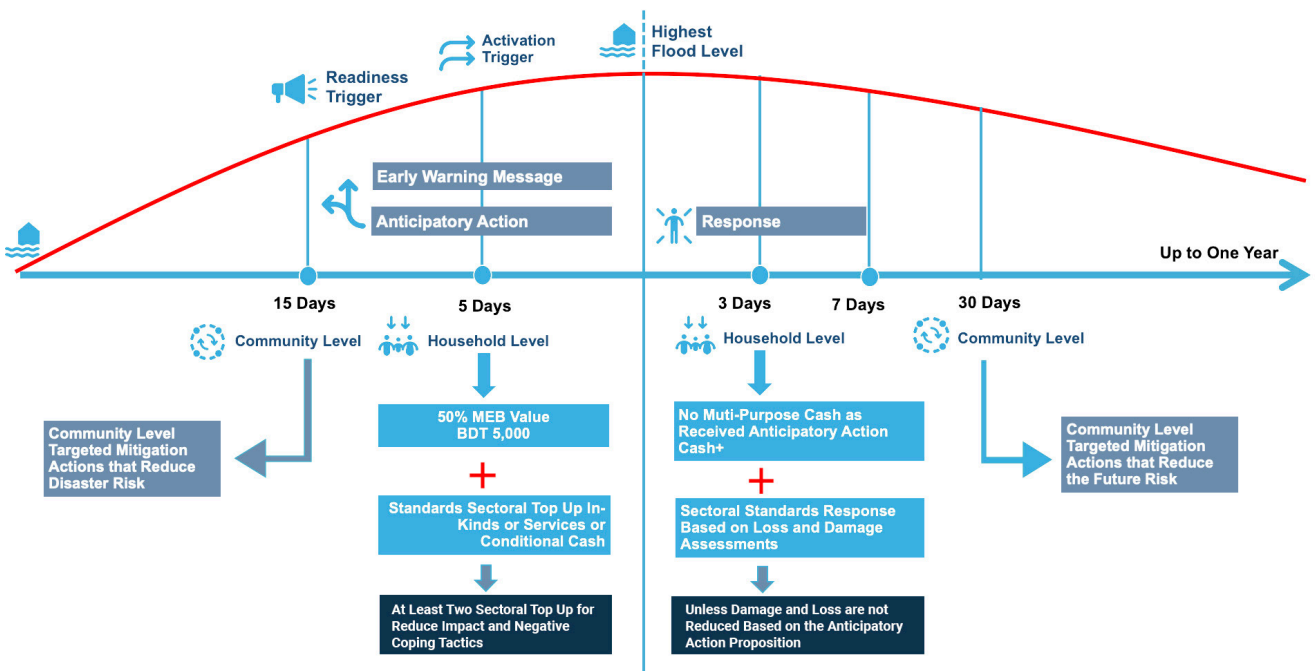 Highest
Flood Level
Activation
Trigger
Readiness
Trigger
Early Warning Message
Anticipatory Action
Response
Up to One Year
15 Days
5 Days
3 Days
7 Days
30 Days
Community Level
Household Level
Household Level
Community Level
Community Level
Targeted Mitigation
Actions that Reduce
Disaster Risk
50% MEB Value
BDT 5,000
+
Standards Sectoral Top Up In-
Kinds or Services or
Conditional Cash
At Least Two Sectoral Top Up for
Reduce Impact and Negative
Coping Tactics
No Muti-Purpose Cash as
Received Anticipatory Action
Cash+
+
Sectoral Standards Response
Based on Loss and Damage
Assessments
Unless Damage and Loss are not
Reduced Based on the Anticipatory
Action Proposition
Community Level
Targeted Mitigation
Actions that Reduce
the Future Risk